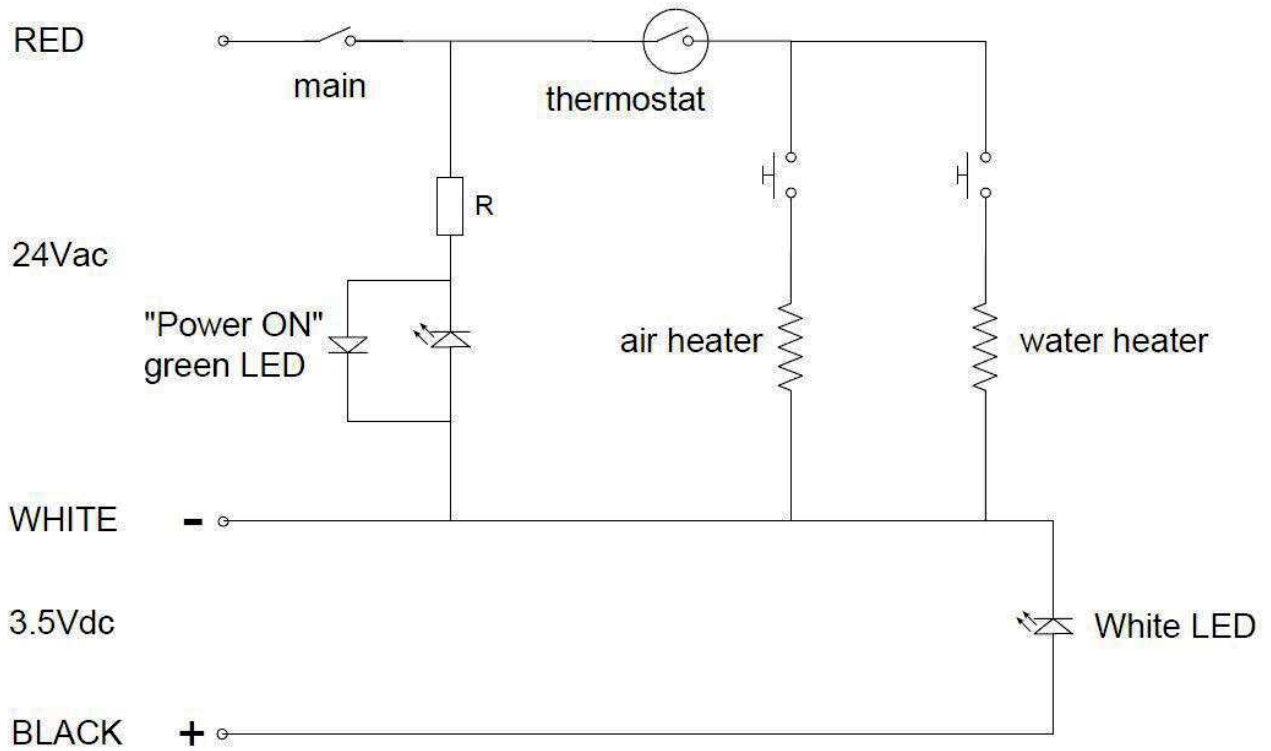 RED
main
thermostat
R
24Vac
"Power ON"
green LED
air heater
water heater
WHITE -
3.5Vdc
White LED
BLACK +